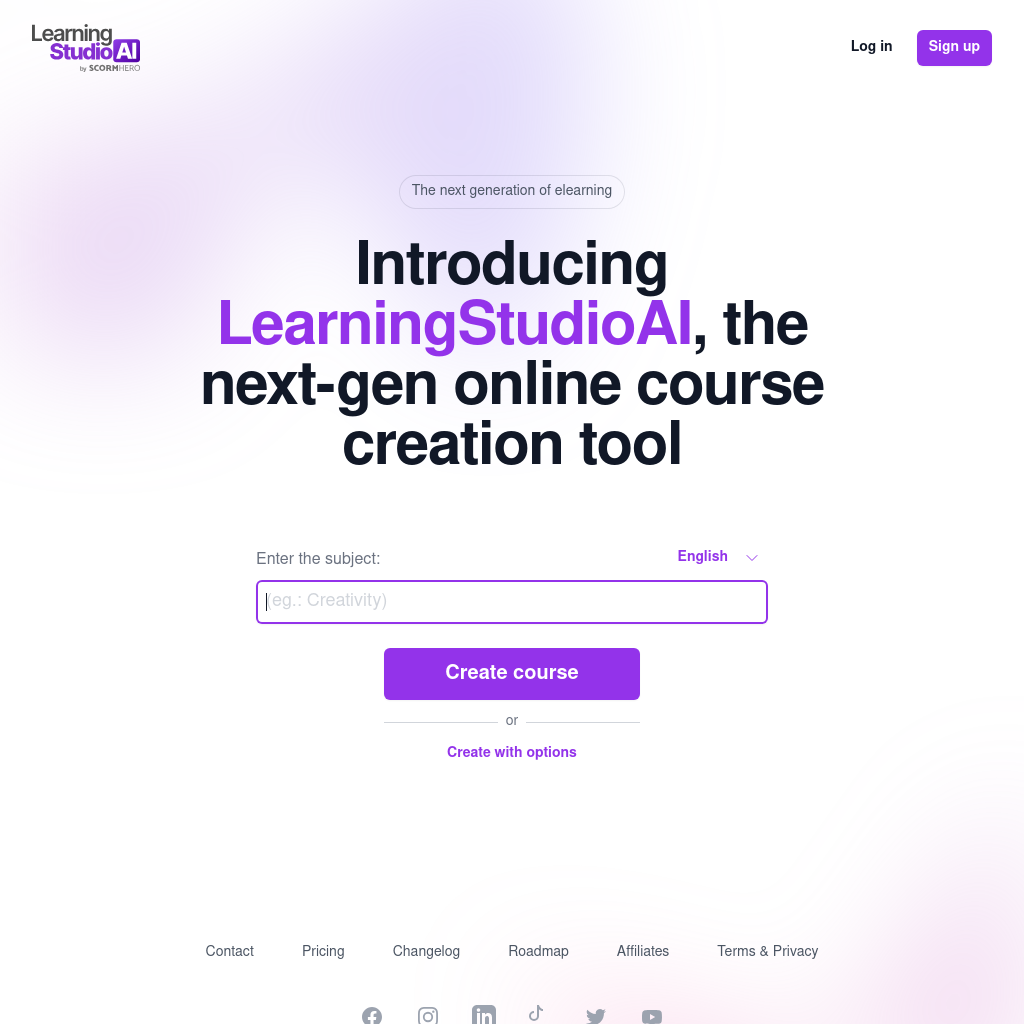 Learning
StudioAI
by SCORMHERO
Log in
Sign up
The next generation of elearning
Introducing
LearningStudioAI, the
next-gen online course
creation tool
Enter the subject:
English
(eg.: Creativity)
Create course
or
Create with options
Contact
Pricing
Changelog
Roadmap
Affiliates
Terms & Privacy
in